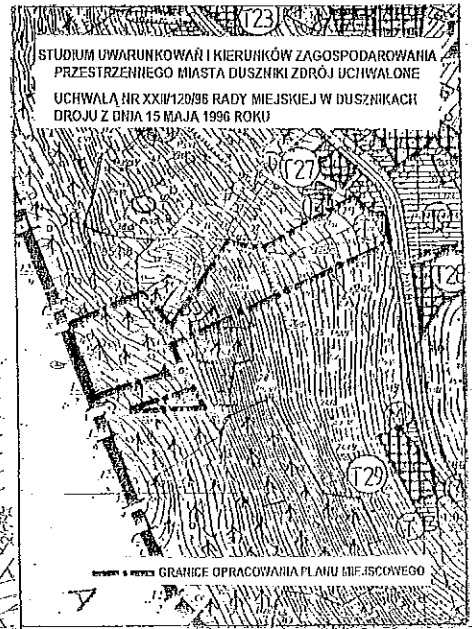 T23
STUDIUM UWARUNKOWAŃ I KIERUNKÓW ZAGOSPODAROWANIA
PRZESTRZENNEGO MIASTA DUSZNIKI ZDRÓJ UCHWALONE
UCHWAŁĄ NR XXII/120/96 RADY MIEJSKIEJ W DUSZNIKACH
DROJU Z DNIA 15 MAJA 1996 ROKU
T27
T29
GRANICE OPRACOWANIA PLANU MIEJSCOWEGO